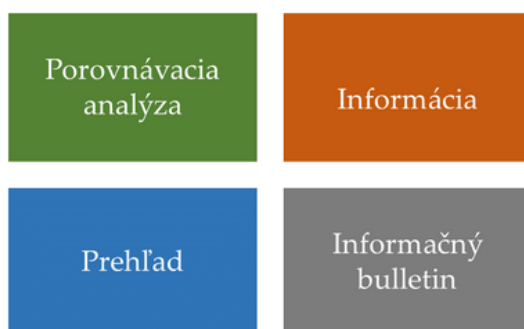 Porovnávacia
analýza
Informácia
Prehľad
Informačný
bulletin